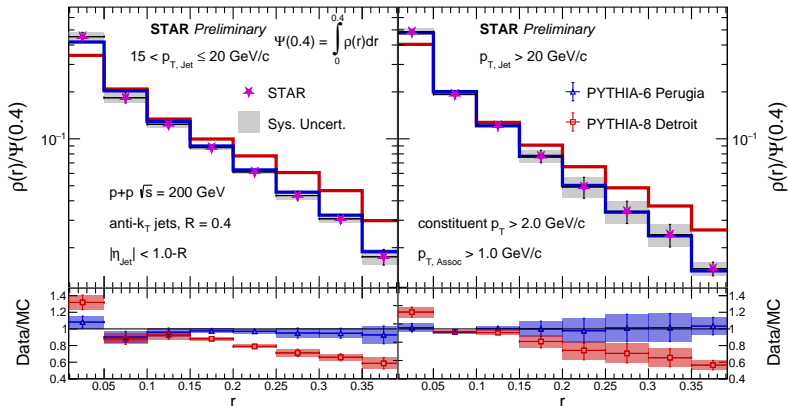 STAR Preliminary
15 < p_T, Jet ≤ 20 GeV/c
Ψ(0.4) = ∫_0^0.4 ρ(r)dr
STAR
Sys. Uncert.
p+p √s = 200 GeV
anti-k_T jets, R = 0.4
|η_Jet| < 1.0-R
ρ(r)/Ψ(0.4)
10^-1
STAR Preliminary
p_T, Jet > 20 GeV/c
PYTHIA-6 Perugia
PYTHIA-8 Detroit
constituent p_T > 2.0 GeV/c
p_T, Assoc > 1.0 GeV/c
10^-1
ρ(r)/Ψ(0.4)
Data/MC
1.4
1.2
1
0.8
0.6
0.4
1.4
1.2
1
0.8
0.6
0.4
Data/MC
0.05 0.1 0.15 0.2 0.25 0.3 0.35
r
0.05 0.1 0.15 0.2 0.25 0.3 0.35
r